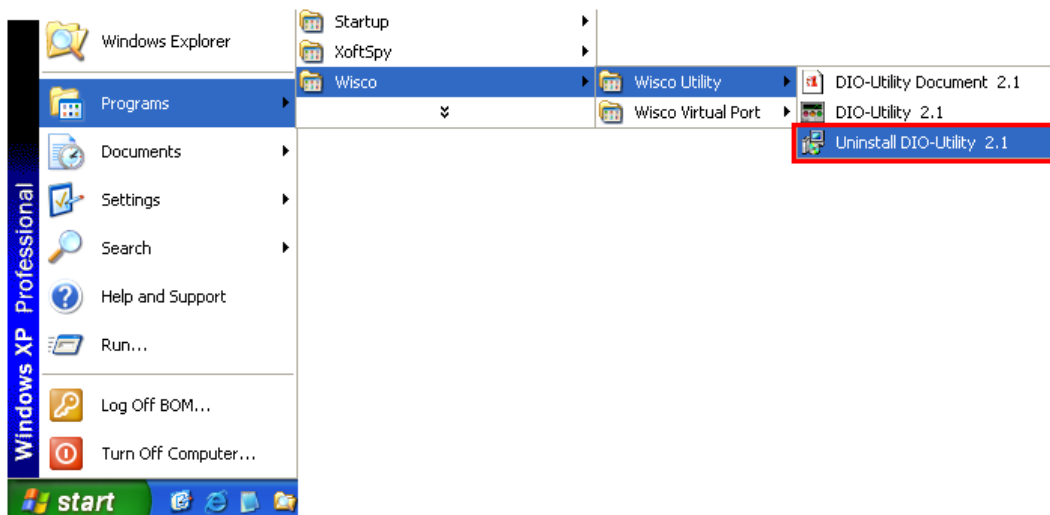 Windows XP Professional
Windows Explorer
Programs
Documents
Settings
Search
Help and Support
Run...
Log Off BOM...
Turn Off Computer...
start
Startup
XoftSpy
Wisco
Wisco Utility
Wisco Virtual Port
DIO-Utility Document 2.1
DIO-Utility 2.1
Uninstall DIO-Utility 2.1